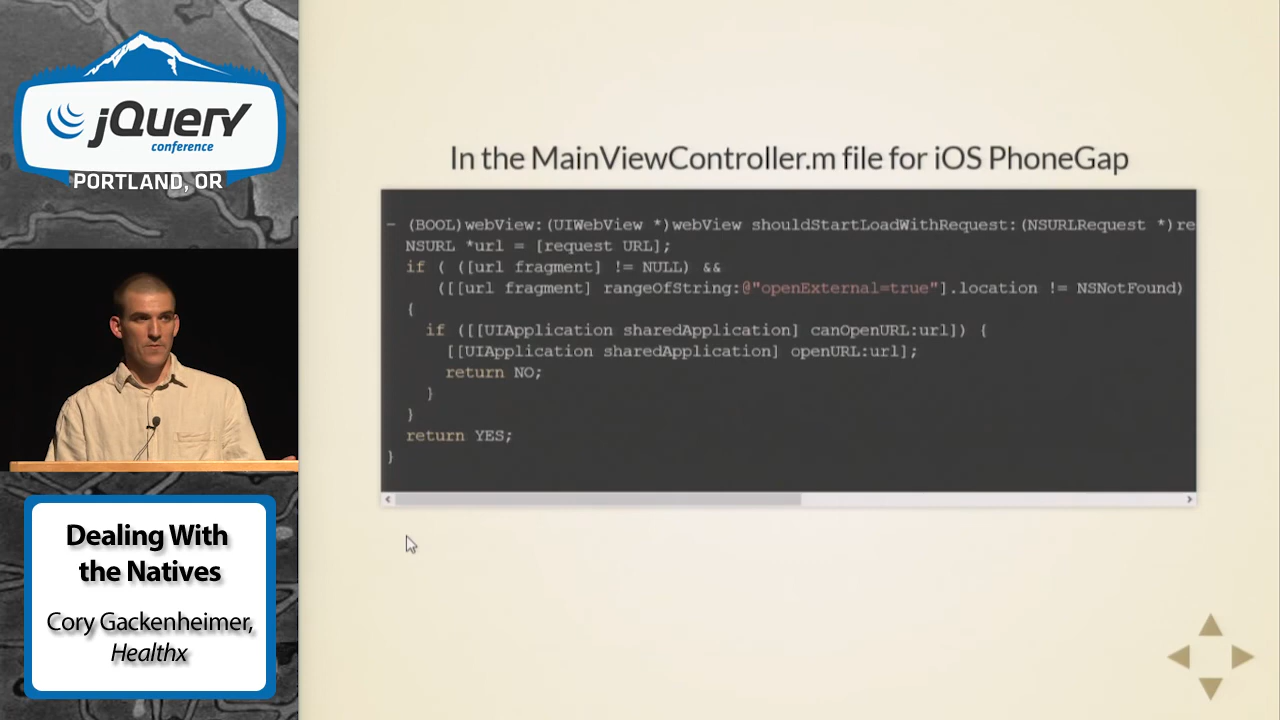 jQuery
conference
PORTLAND, OR
Dealing With
the Natives
Cory Gackenheimer,
Healthx
In the MainViewController.m file for iOS PhoneGap
- (BOOL)webView:(UIWebView *)webView shouldStartLoadWithRequest:(NSURLRequest *)re
NSURL *url = [request URL];
if ( ([url fragment] != NULL) &&
([[url fragment] rangeOfString:@"openExternal=true"].location != NSNotFound)
{
if ([[UIApplication sharedApplication] canOpenURL:url]) {
[[UIApplication sharedApplication] openURL:url];
return NO;
}
}
return YES;
}